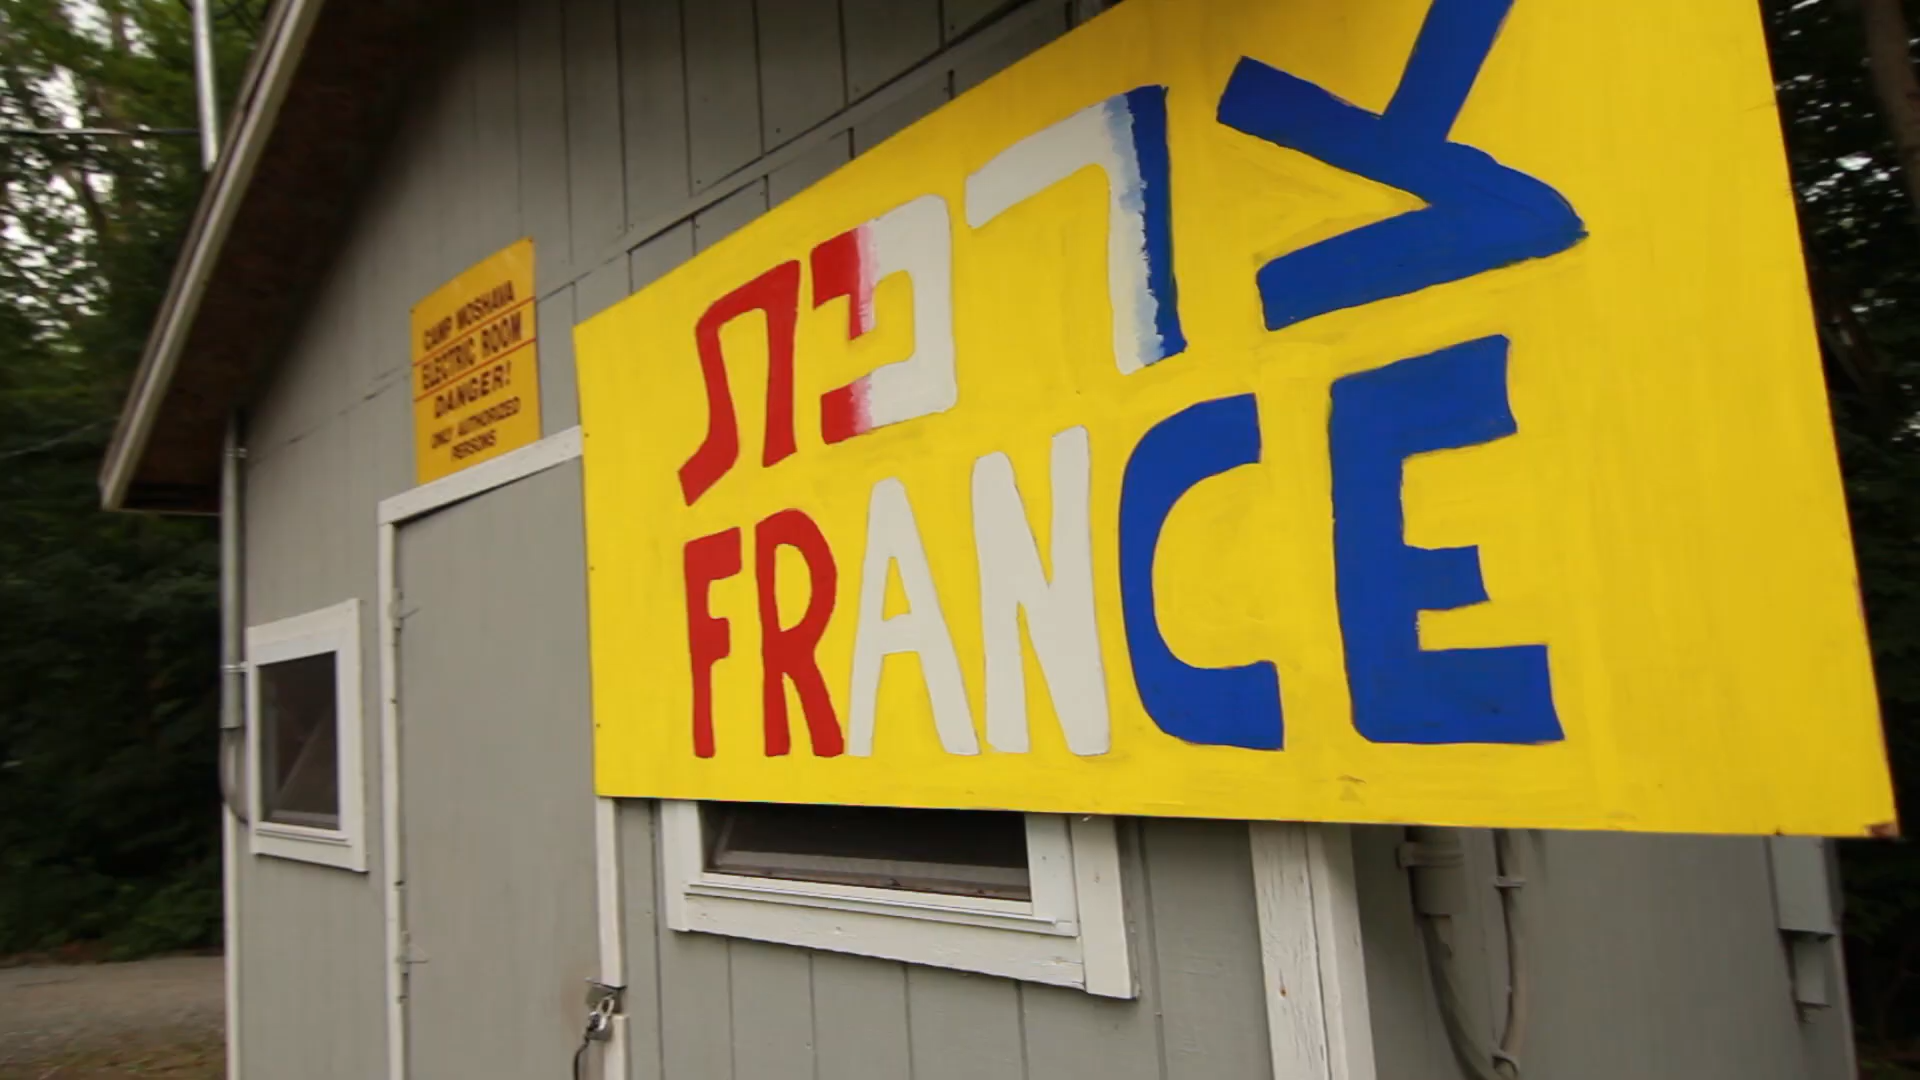 CAMP MOSHAVA
ELECTRIC ROOM
DANGER!
ONLY AUTHORIZED
PERSONS
צרפת
FRANCE